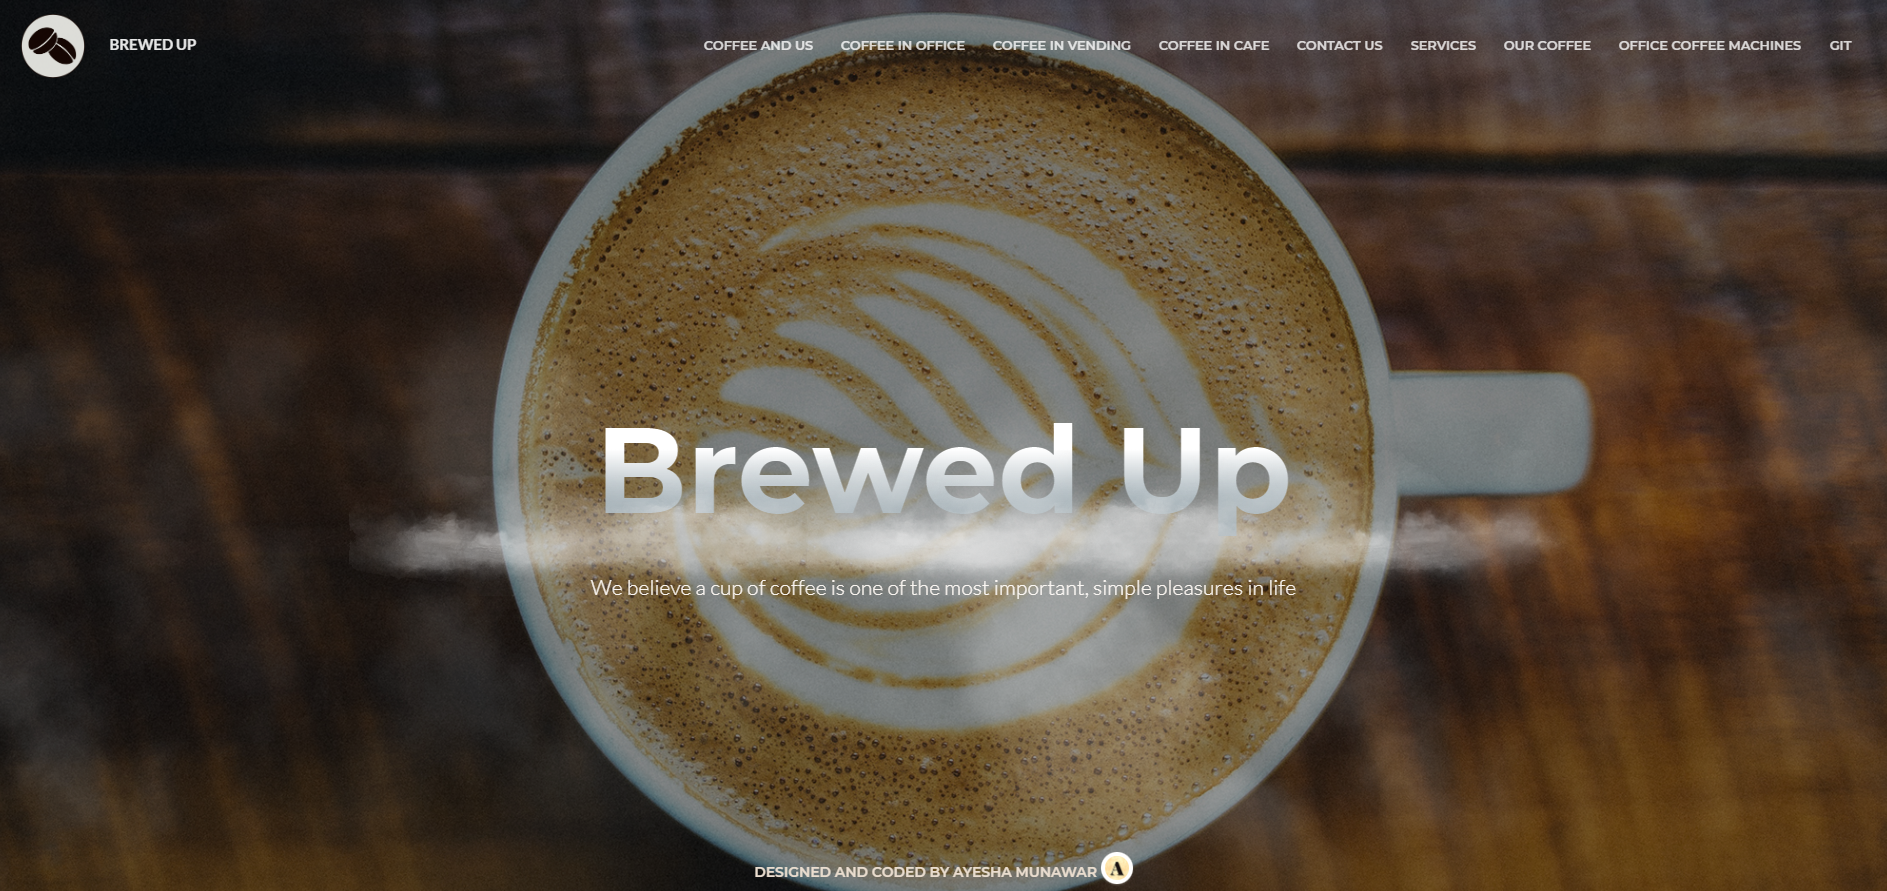 BREWED UP
COFFEE AND US COFFEE IN OFFICE COFFEE IN VENDING COFFEE IN CAFE CONTACT US SERVICES OUR COFFEE OFFICE COFFEE MACHINES GIT
Brewed Up
We believe a cup of coffee is one of the most important, simple pleasures in life
DESIGNED AND CODED BY AYESHA MUNAWAR A